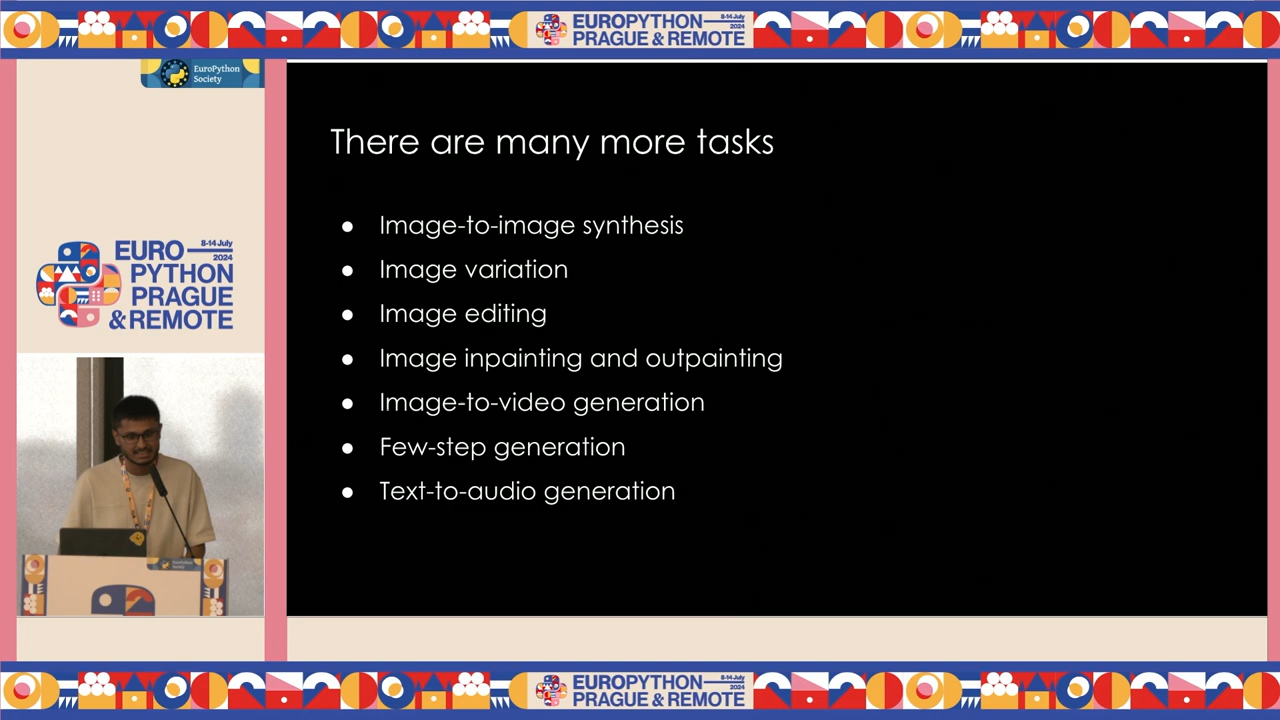 EUROPYTHON
8-14 July
2024
PRAGUE & REMOTE
EuroPython
Society
There are many more tasks
● Image-to-image synthesis
● Image variation
● Image editing
● Image inpainting and outpainting
● Image-to-video generation
● Few-step generation
● Text-to-audio generation
EURO
8-14 July
2024
PYTHON
PRAGUE
& REMOTE
EuroPython
Society
EUROPYTHON
8-14 July
2024
PRAGUE & REMOTE